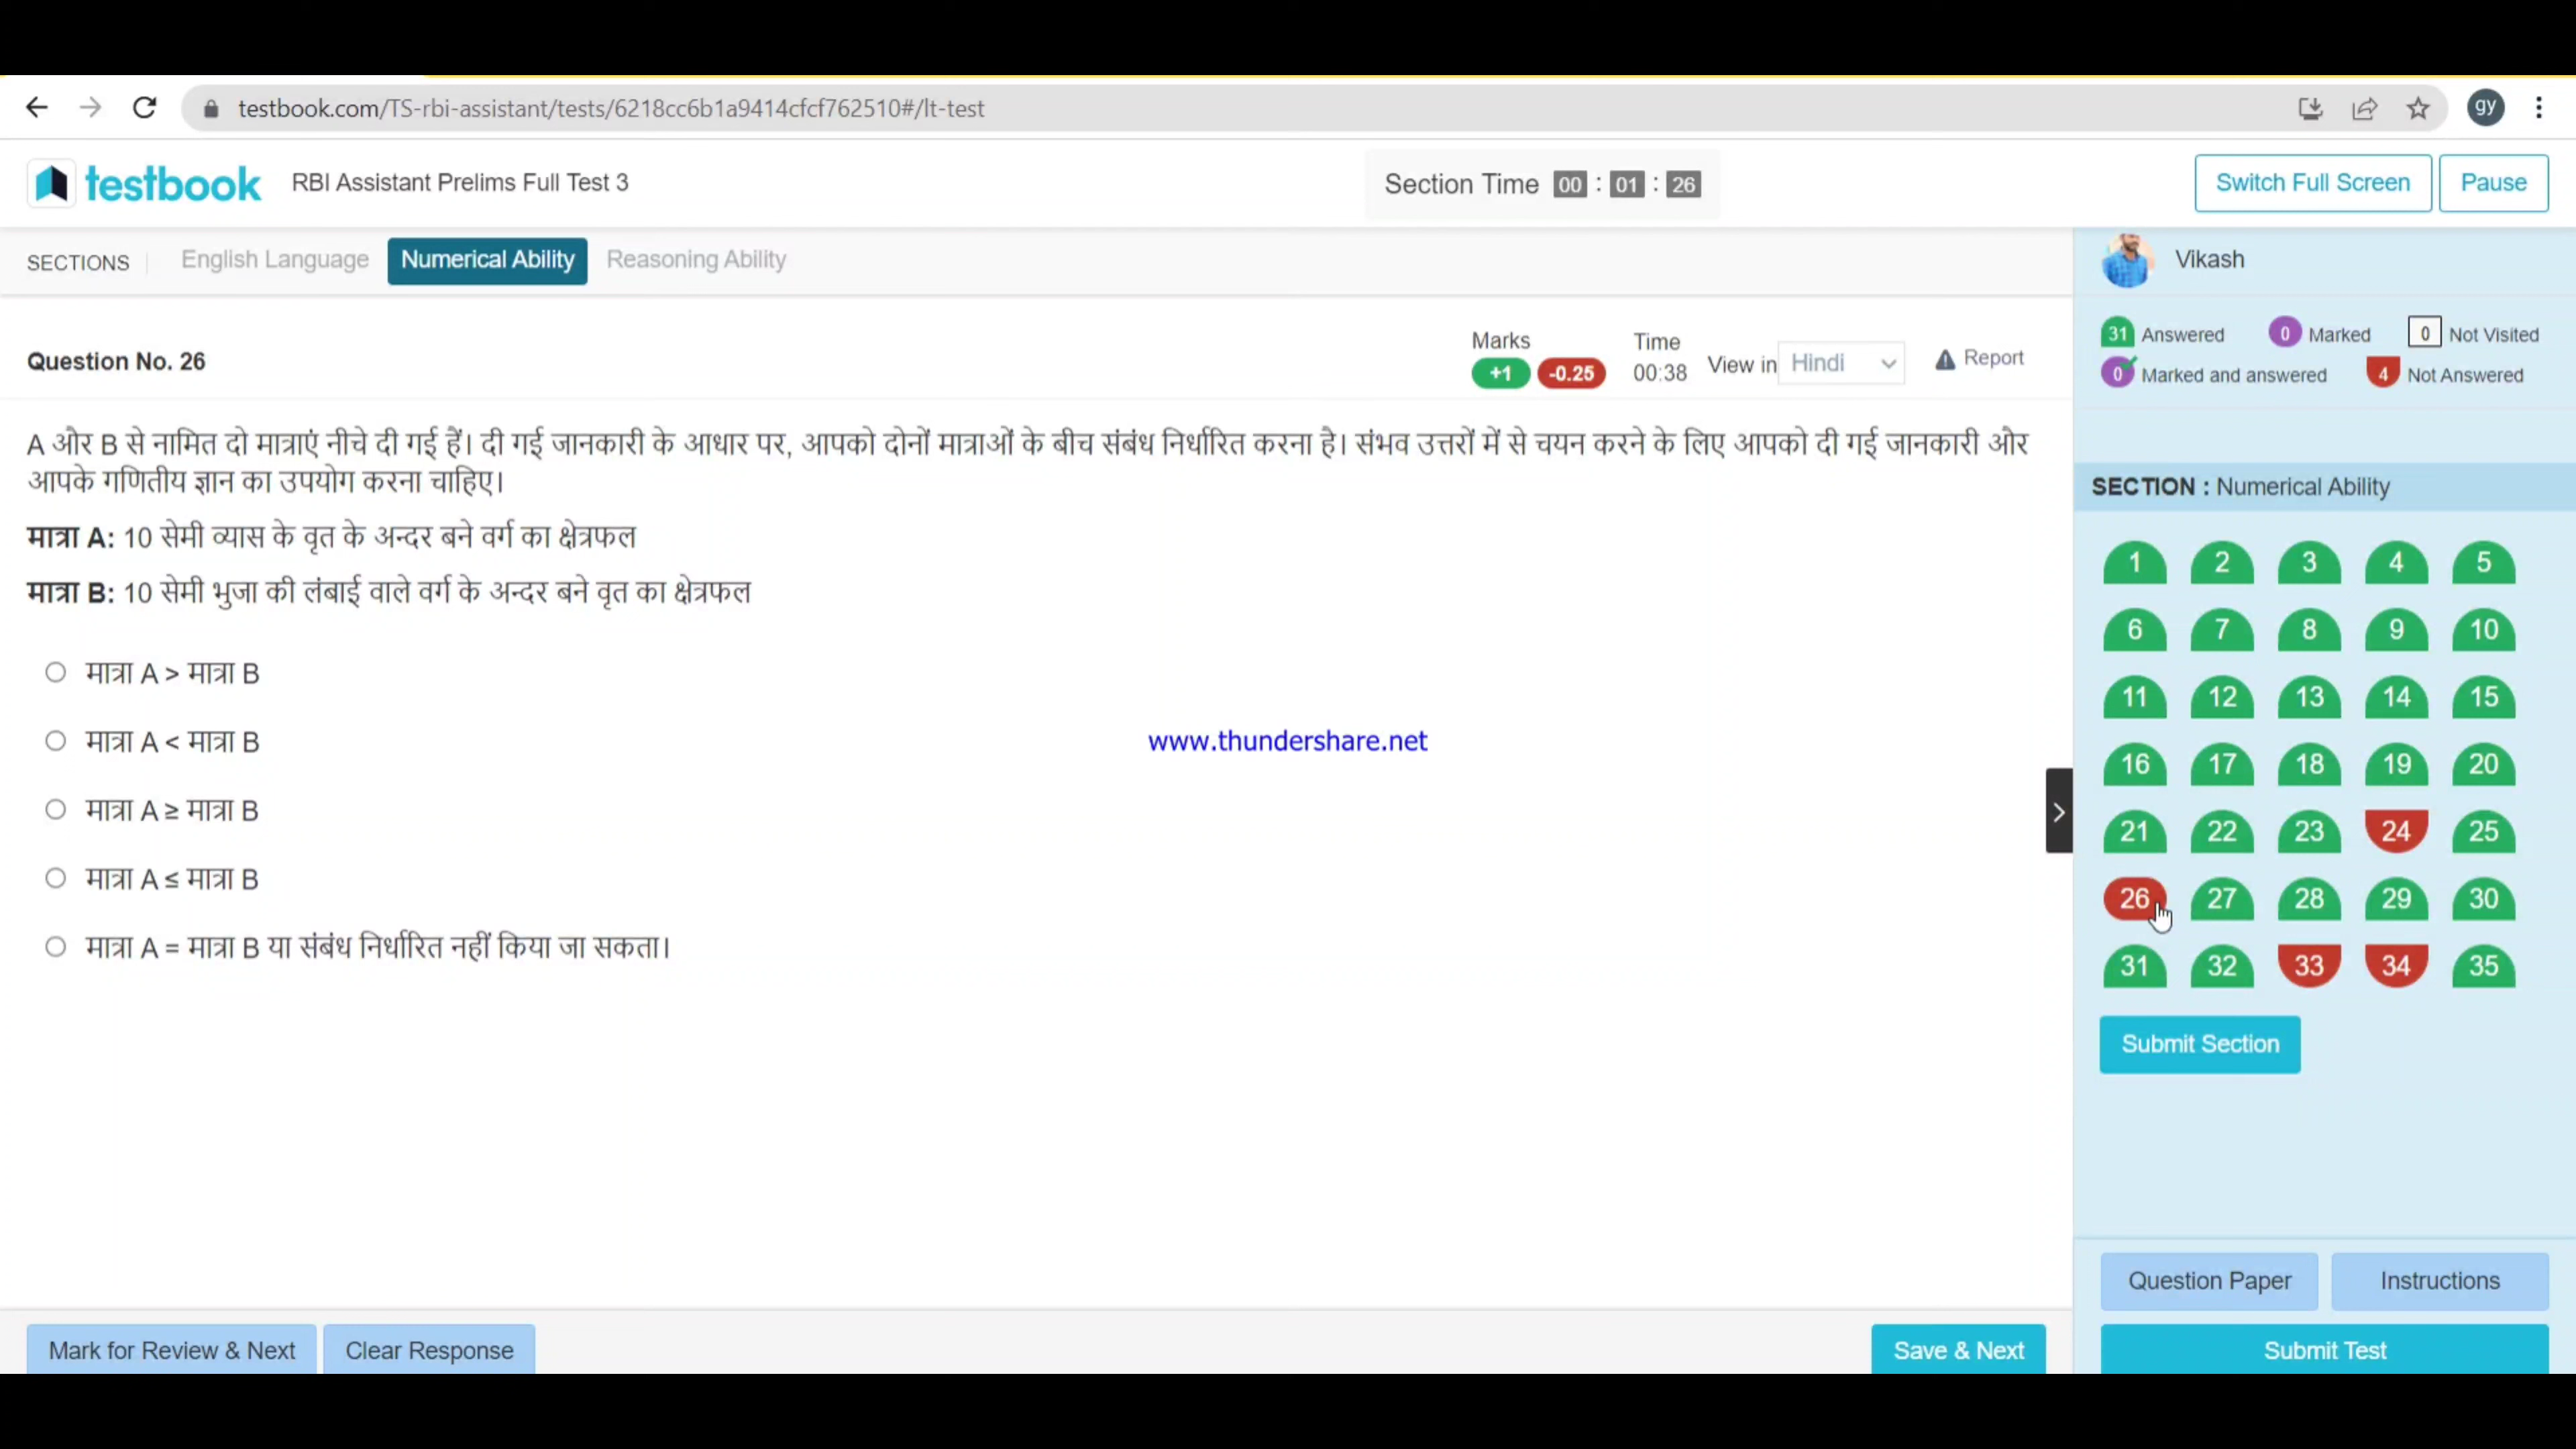 testbook.com/TS-rbi-assistant/tests/6218cc6b1a9414cfcf762510#/lt-test
gy
testbook
RBI Assistant Prelims Full Test 3
Section Time 00 : 01 : 26
Switch Full Screen
Pause
SECTIONS
English Language
Numerical Ability
Reasoning Ability
Vikash
31 Answered
0 Marked
0 Not Visited
0 Marked and answered
4 Not Answered
Question No. 26
Marks
+1 -0.25
Time
00:38
View in Hindi
Report
A और B से नामित दो मात्राएं नीचे दी गई हैं। दी गई जानकारी के आधार पर, आपको दोनों मात्राओं के बीच संबंध निर्धारित करना है। संभव उत्तरों में से चयन करने के लिए आपको दी गई जानकारी और
आपके गणितीय ज्ञान का उपयोग करना चाहिए।
मात्रा A: 10 सेमी व्यास के वृत के अन्दर बने वर्ग का क्षेत्रफल
मात्रा B: 10 सेमी भुजा की लंबाई वाले वर्ग के अन्दर बने वृत का क्षेत्रफल
मात्रा A > मात्रा B
मात्रा A < मात्रा B
मात्रा A ≥ मात्रा B
मात्रा A ≤ मात्रा B
मात्रा A = मात्रा B या संबंध निर्धारित नहीं किया जा सकता।
www.thundershare.net
SECTION : Numerical Ability
1 2 3 4 5
6 7 8 9 10
11 12 13 14 15
16 17 18 19 20
21 22 23 24 25
26 27 28 29 30
31 32 33 34 35
Submit Section
Question Paper
Instructions
Mark for Review & Next
Clear Response
Save & Next
Submit Test